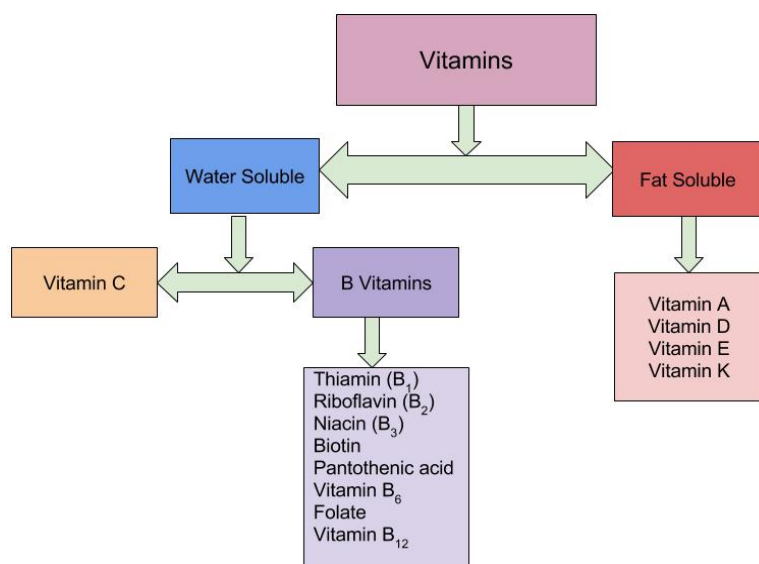 Vitamins
Water Soluble
Fat Soluble
Vitamin C
B Vitamins
Vitamin A
Vitamin D
Vitamin E
Vitamin K
Thiamin (B₁)
Riboflavin (B₂)
Niacin (B₃)
Biotin
Pantothenic acid
Vitamin B₆
Folate
Vitamin B₁₂